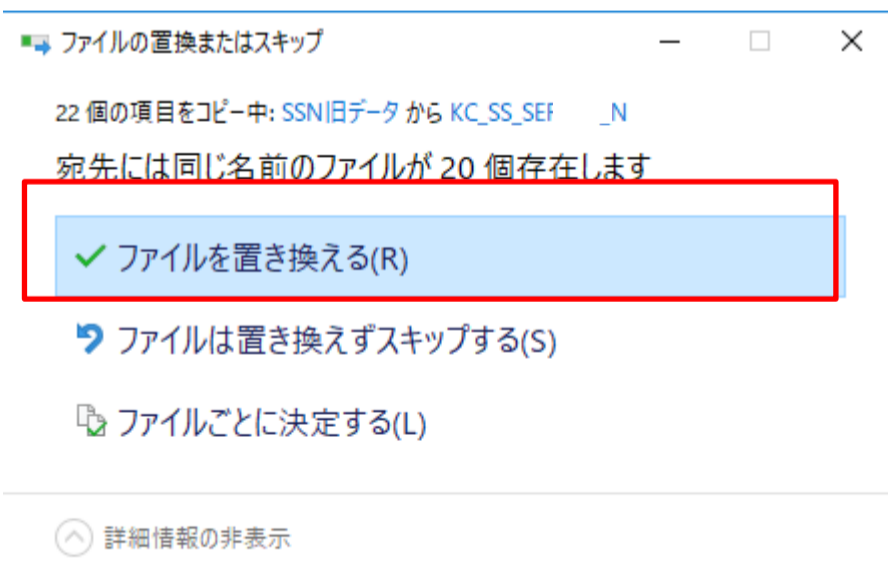 ファイルの置換またはスキップ
22 個の項目をコピー中: SSN旧データ から KC_SS_SEF _N
宛先には同じ名前のファイルが 20 個存在します
ファイルを置き換える(R)
ファイルは置き換えずスキップする(S)
ファイルごとに決定する(L)
詳細情報の非表示